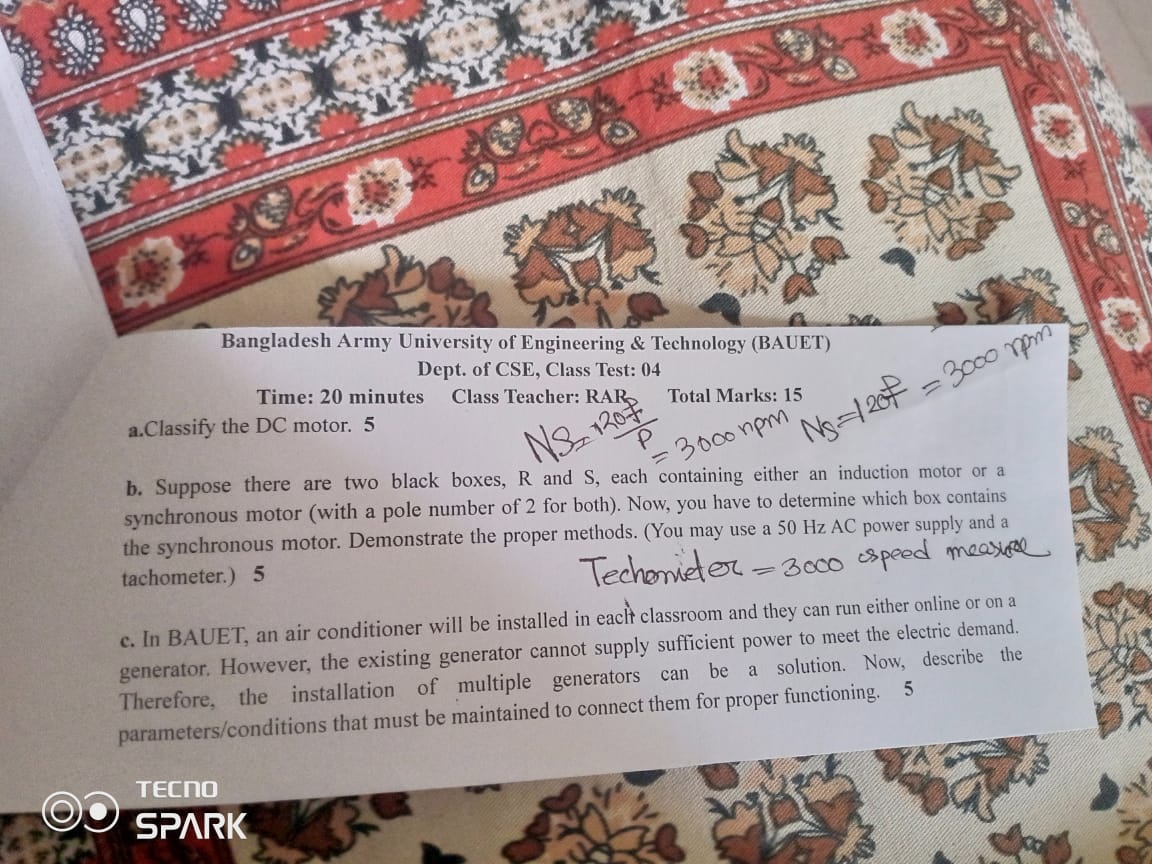 Bangladesh Army University of Engineering & Technology (BAUET)
Dept. of CSE, Class Test: 04
Time: 20 minutes Class Teacher: RAR Total Marks: 15
a.Classify the DC motor. 5
NS = 120f/P = 3000 rpm
Ns = 120f/P = 3000 rpm
b. Suppose there are two black boxes, R and S, each containing either an induction motor or a
synchronous motor (with a pole number of 2 for both). Now, you have to determine which box contains
the synchronous motor. Demonstrate the proper methods. (You may use a 50 Hz AC power supply and a
tachometer.) 5
Techometer = 3000 speed measure
c. In BAUET, an air conditioner will be installed in each classroom and they can run either online or on a
generator. However, the existing generator cannot supply sufficient power to meet the electric demand.
Therefore, the installation of multiple generators can be a solution. Now, describe the
parameters/conditions that must be maintained to connect them for proper functioning. 5
TECNO
SPARK